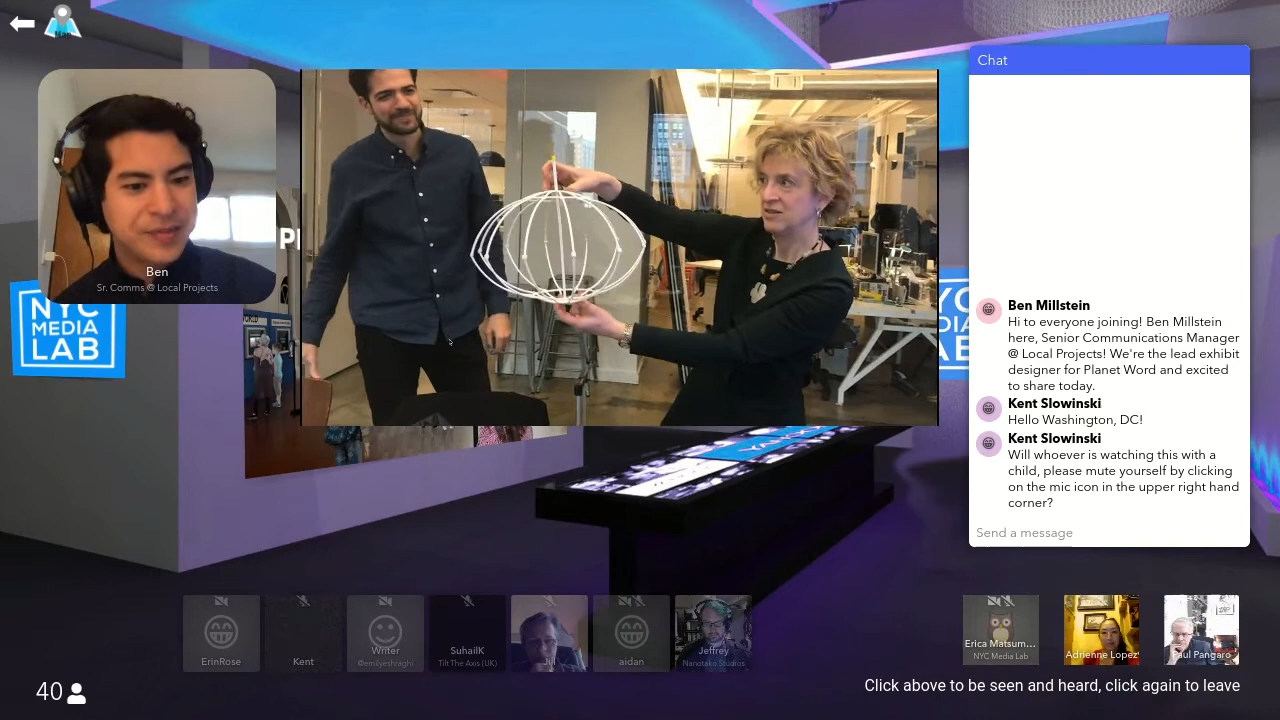 Map
Chat
Ben
Sr. Comms @ Local Projects
NYC
MEDIA
LAB
Ben Millstein
Hi to everyone joining! Ben Millstein
here, Senior Communications Manager
@ Local Projects! We're the lead exhibit
designer for Planet Word and excited
to share today.
Kent Slowinski
Hello Washington, DC!
Kent Slowinski
Will whoever is watching this with a
child, please mute yourself by clicking
on the mic icon in the upper right hand
corner?
Send a message
ErinRose
Kent
Writer
@emilyeshraghi
SuhailK
Tilt The Axis (UK)
Jill
aidan
Jeffrey
Nanotako Studios
Erica Matsum...
NYC Media Lab
Adrienne Lopez'
Paul Pangaro
40
Click above to be seen and heard, click again to leave